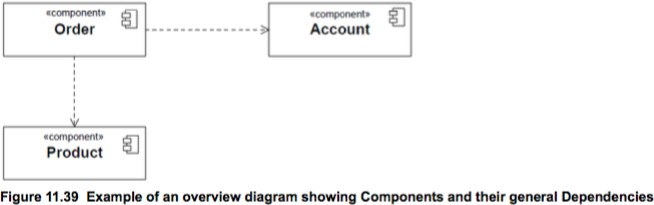 «component»
Order
«component»
Account
«component»
Product
Figure 11.39 Example of an overview diagram showing Components and their general Dependencies